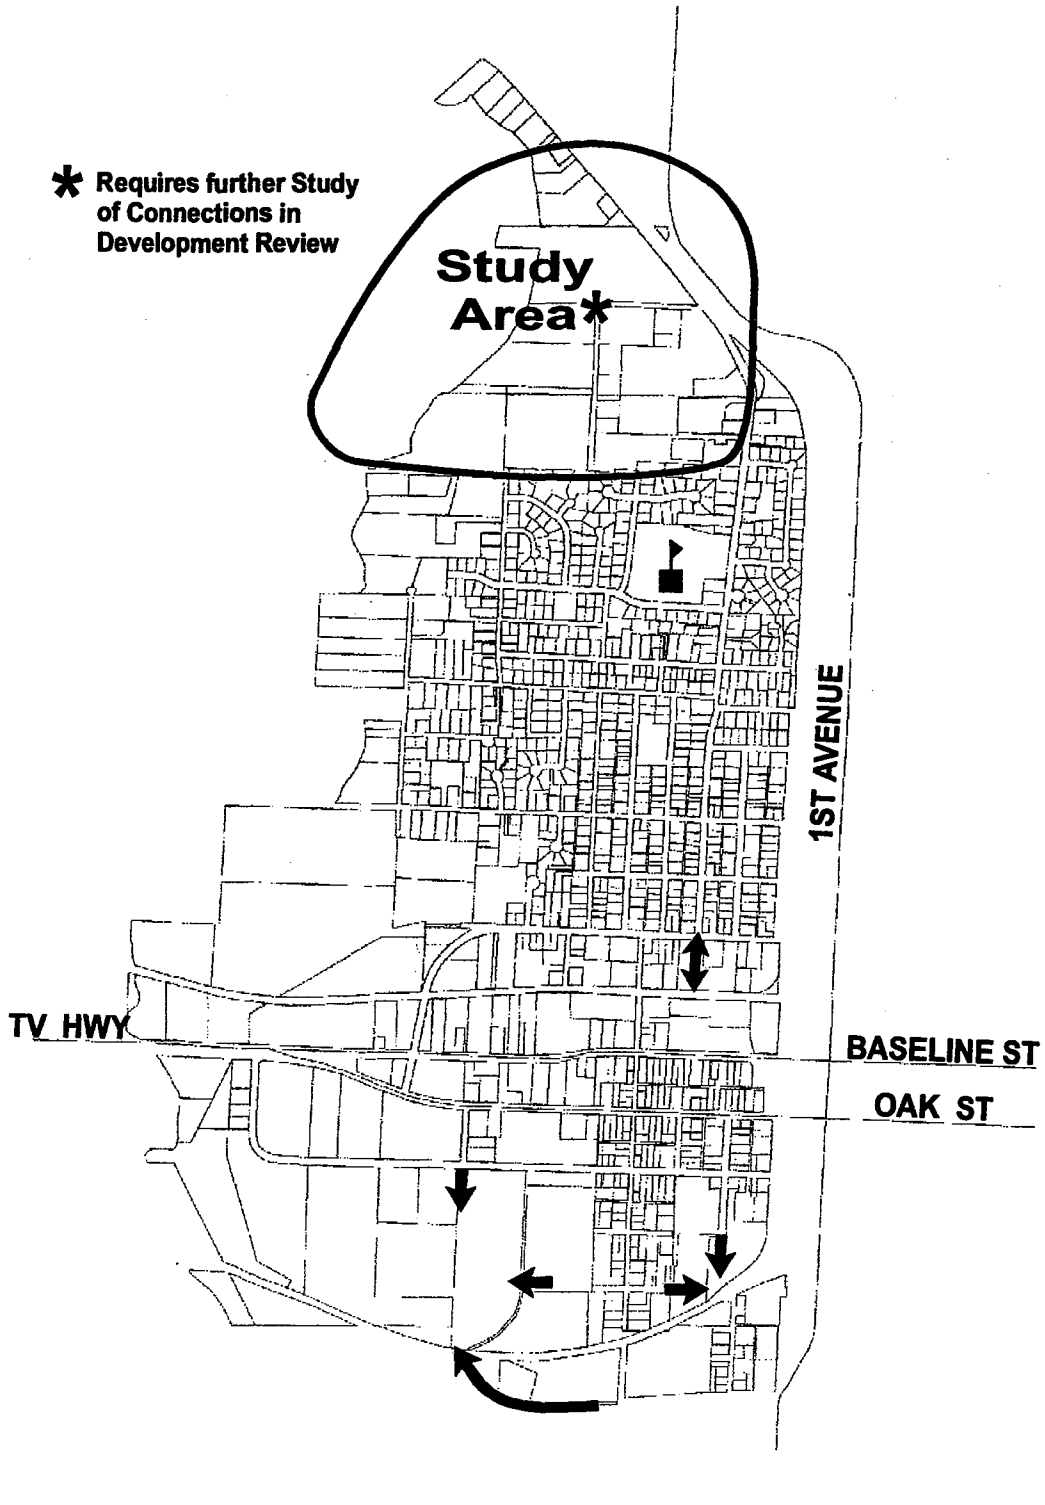 * Requires further Study
of Connections in
Development Review
Study
Area*
1ST AVENUE
TV HWY
BASELINE ST
OAK ST